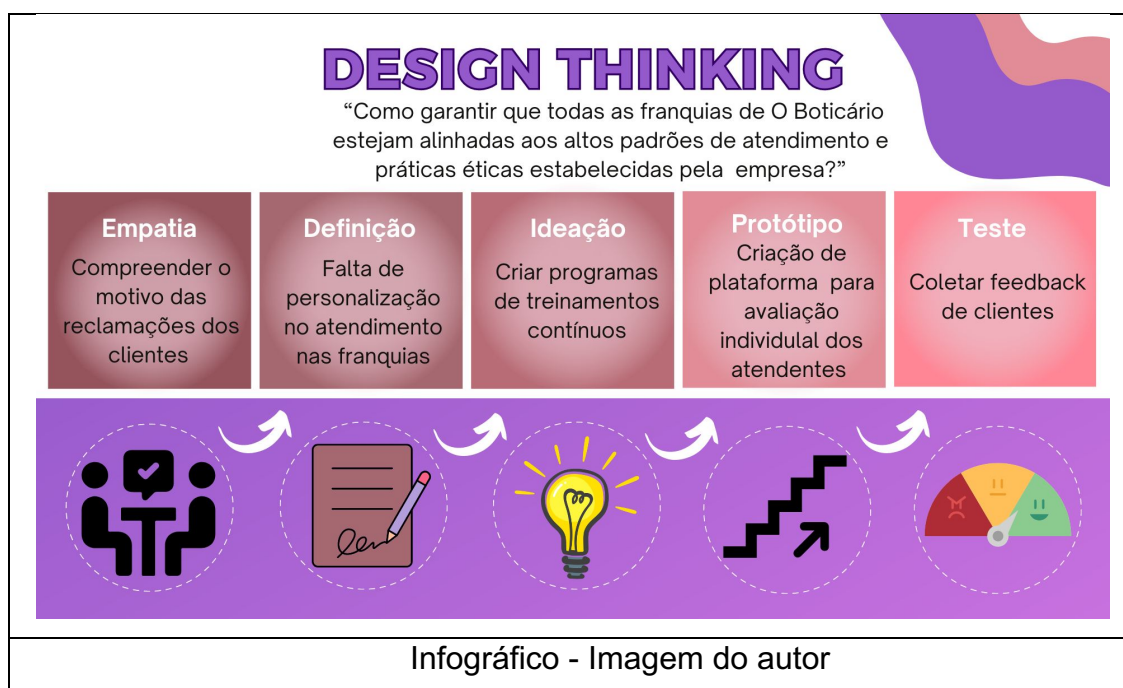 DESIGN THINKING
“Como garantir que todas as franquias de O Boticário
estejam alinhadas aos altos padrões de atendimento e
práticas éticas estabelecidas pela empresa?”
Empatia
Compreender o
motivo das
reclamações dos
clientes
Definição
Falta de
personalização
no atendimento
nas franquias
Ideação
Criar programas
de treinamentos
contínuos
Protótipo
Criação de
plataforma para
avaliação
individulal dos
atendentes
Teste
Coletar feedback
de clientes
Infográfico - Imagem do autor